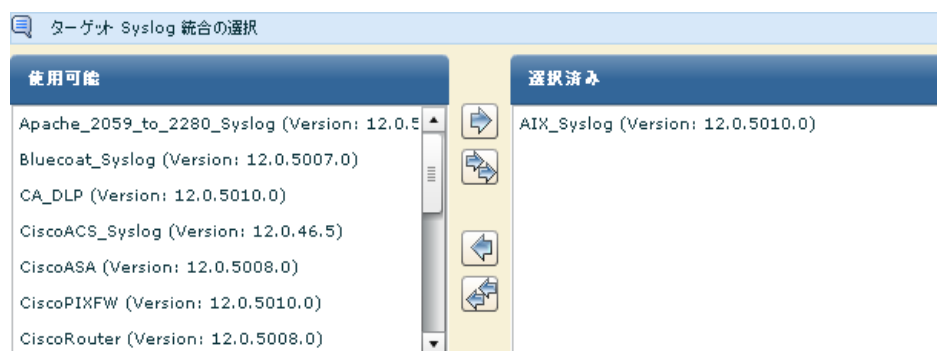 ターゲット Syslog 統合の選択
使用可能
Apache_2059_to_2280_Syslog (Version: 12.0.5
Bluecoat_Syslog (Version: 12.0.5007.0)
CA_DLP (Version: 12.0.5010.0)
CiscoACS_Syslog (Version: 12.0.46.5)
CiscoASA (Version: 12.0.5008.0)
CiscoPIXFW (Version: 12.0.5010.0)
CiscoRouter (Version: 12.0.5008.0)
選択済み
AIX_Syslog (Version: 12.0.5010.0)